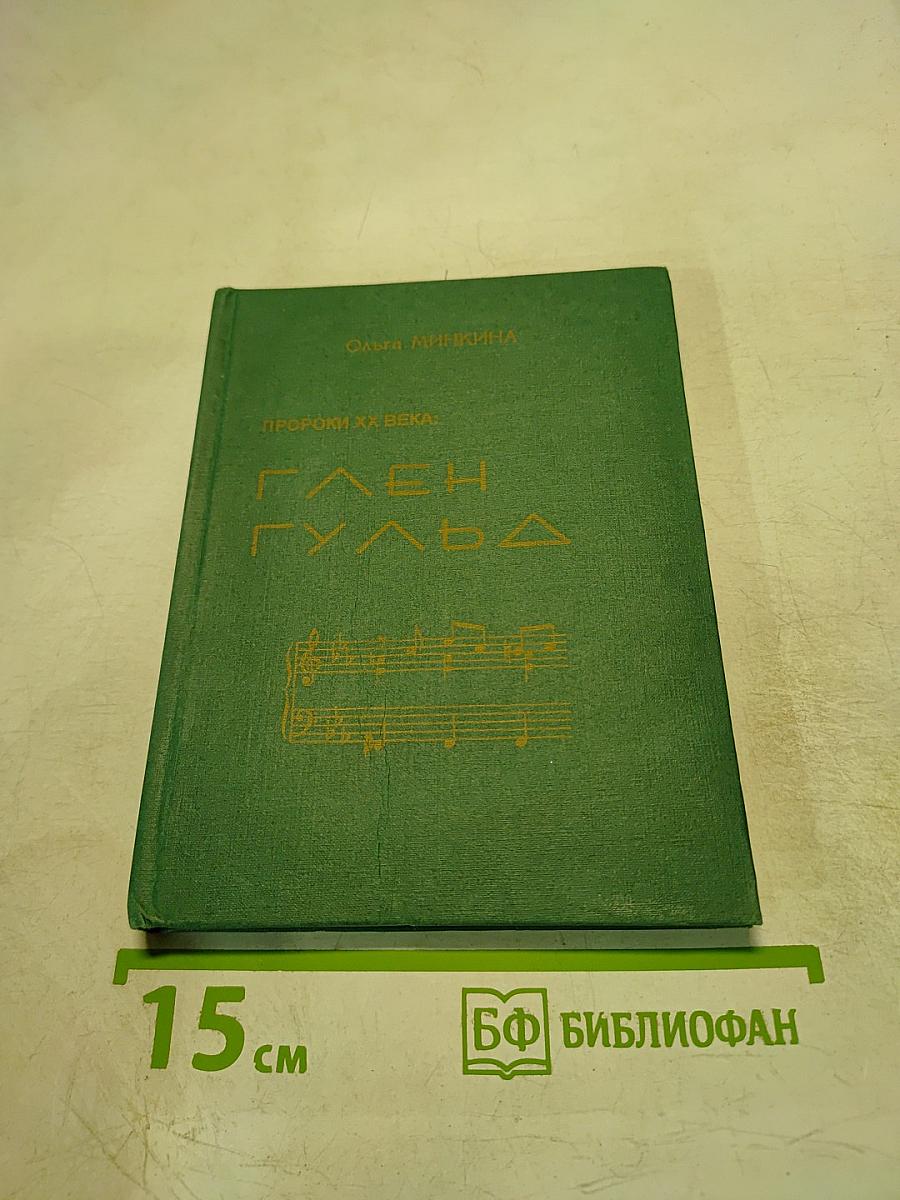 Ольга МИНКИНА
ПРОРОКИ XX ВЕКА:
ГЛЕН
ГУЛЬД
15 см
БФ БИБЛИОФАН